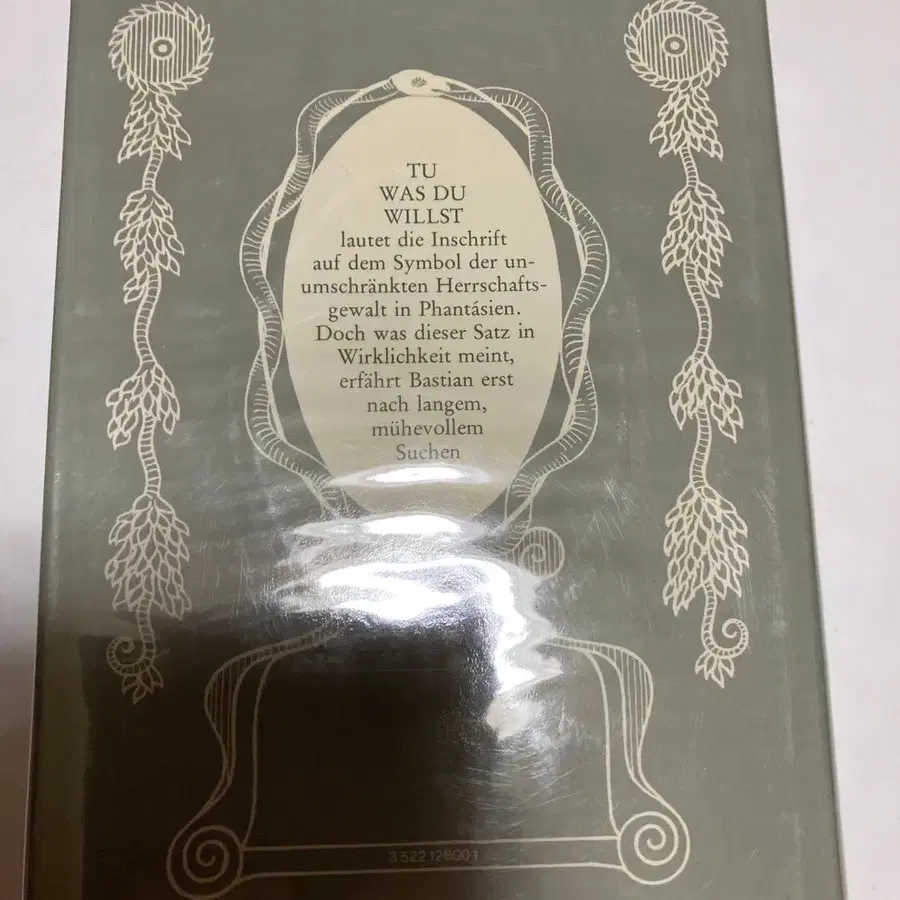 TU
WAS DU
WILLST
lautet die Inschrift
auf dem Symbol der un-
umschränkten Herrschafts-
gewalt in Phantásien.
Doch was dieser Satz in
Wirklichkeit meint,
erfährt Bastian erst
nach langem,
mühevollem
Suchen
3 522 12800 1